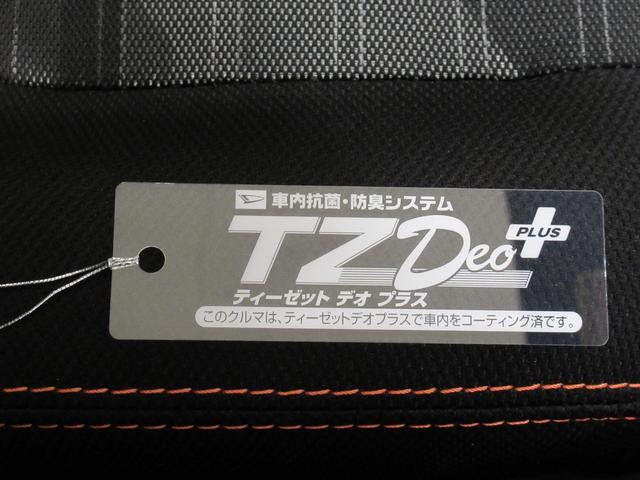 車内抗菌・防臭システム
TZDeo PLUS
ティーゼット デオ プラス
このクルマは、ティーゼットデオプラスで車内をコーティング済です。